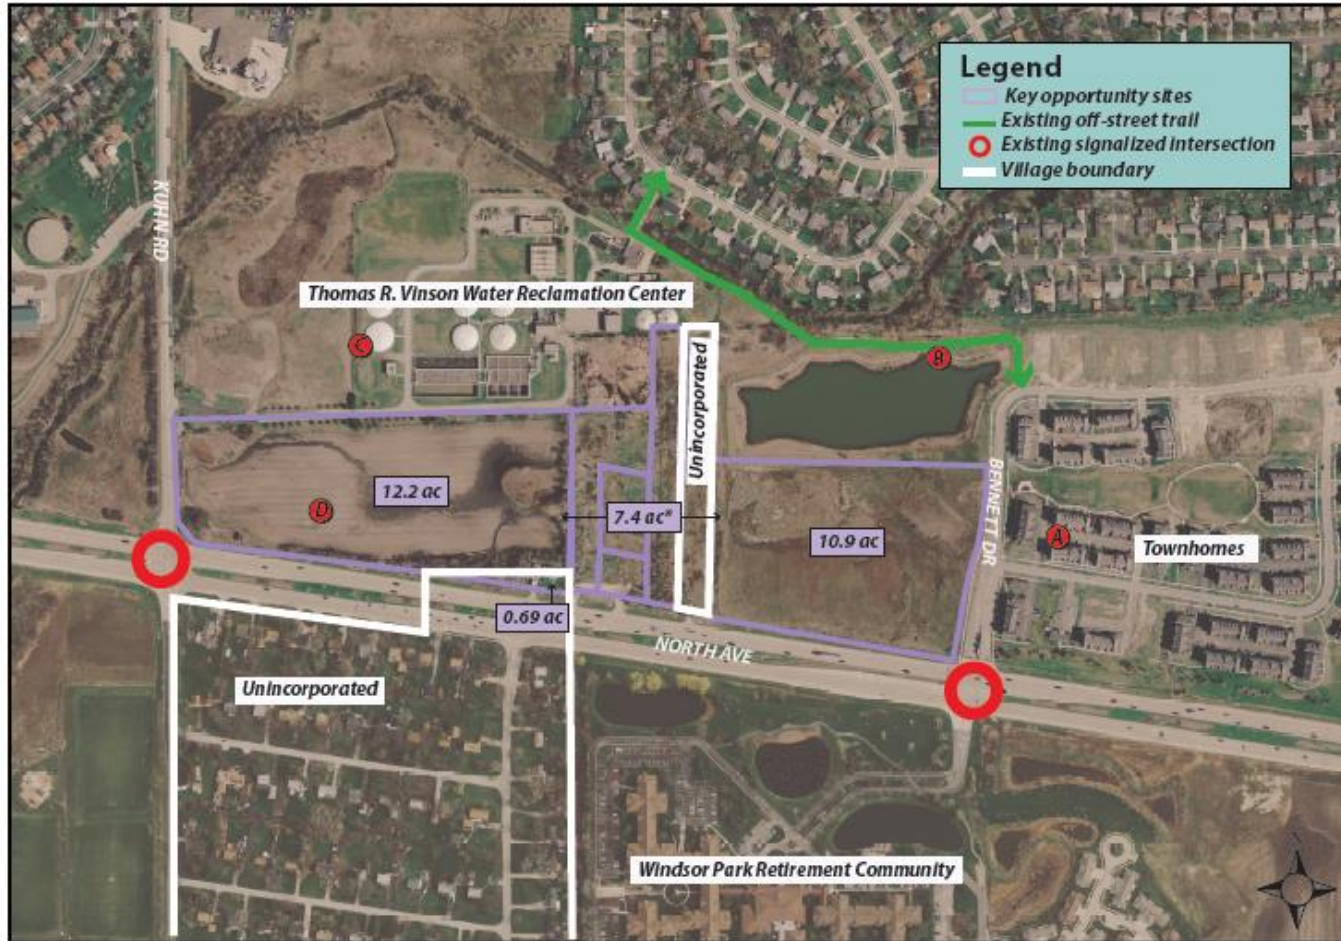 Legend
Key opportunity sites
Existing off-street trail
Existing signalized intersection
Village boundary
KUHN RD
Thomas R. Vinson Water Reclamation Center
C
B
Unincorporated
12.2 ac
D
7.4 ac*
10.9 ac
BENNETT DR
A
Townhomes
0.69 ac
NORTH AVE
Unincorporated
Windsor Park Retirement Community